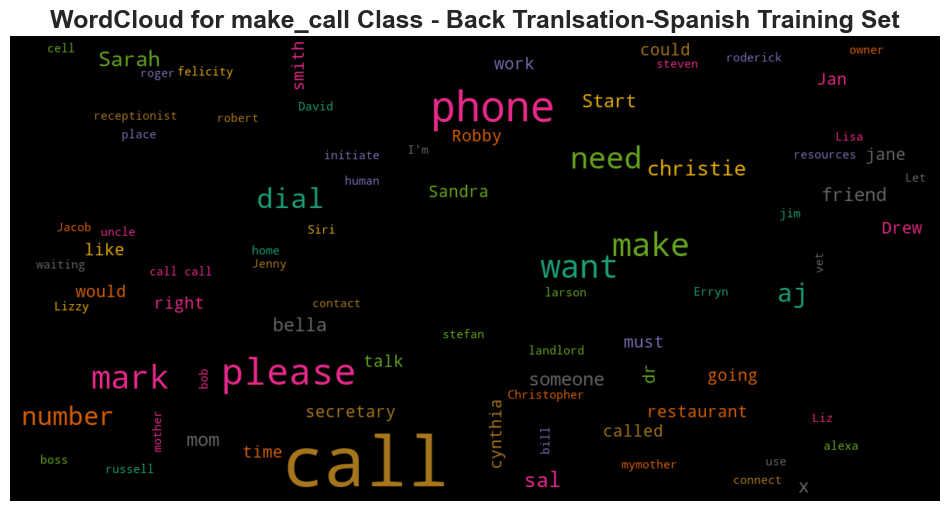 WordCloud for make_call Class - Back Tranlsation-Spanish Training Set
cell
Sarah
roger
felicity
smith
work
could
steven
roderick
owner
Jan
phone
Start
David
receptionist
robert
place
Robby
initiate
I'm
need
christie
Lisa
resources
jane
Let
human
dial
Sandra
friend
jim
Drew
Jacob
uncle
Siri
like
home
Jenny
waiting
call call
make
want
vet
would
Lizzy
right
contact
larson
Erryn
aj
bella
stefan
landlord
must
mark
bob
please
talk
someone
dr
going
Christopher
number
mother
secretary
cynthia
restaurant
Liz
mom
time
call
bill
called
alexa
boss
russell
sal
mymother
use
connect
x